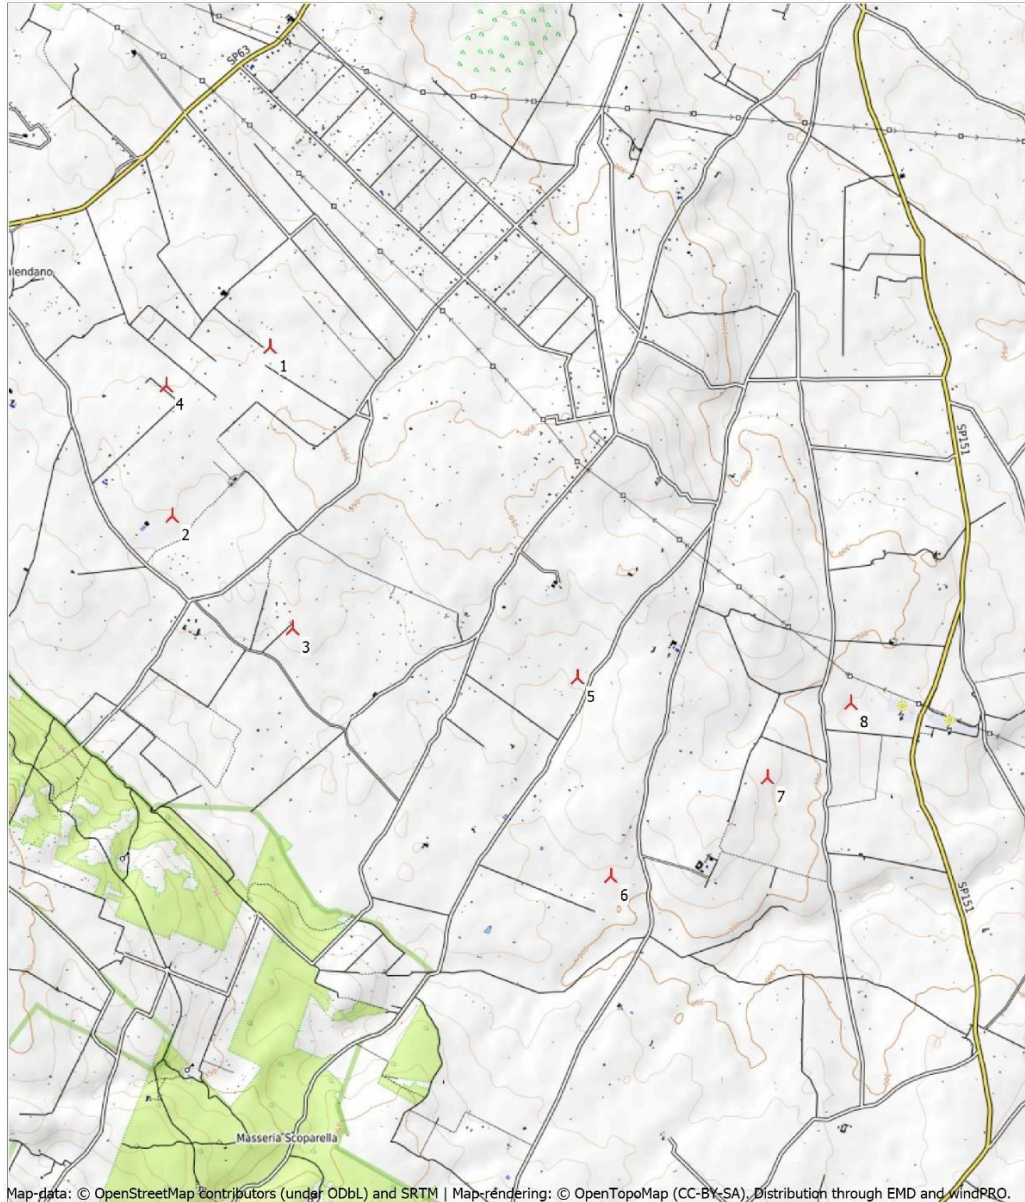 SP63
alendano
1
4
2
3
5
8
7
6
SP151
SP151
Masseria Scoparella
Map-data: © OpenStreetMap contributors (under ODbL) and SRTM | Map-rendering: © OpenTopoMap (CC-BY-SA), Distribution through EMD and windPRO.